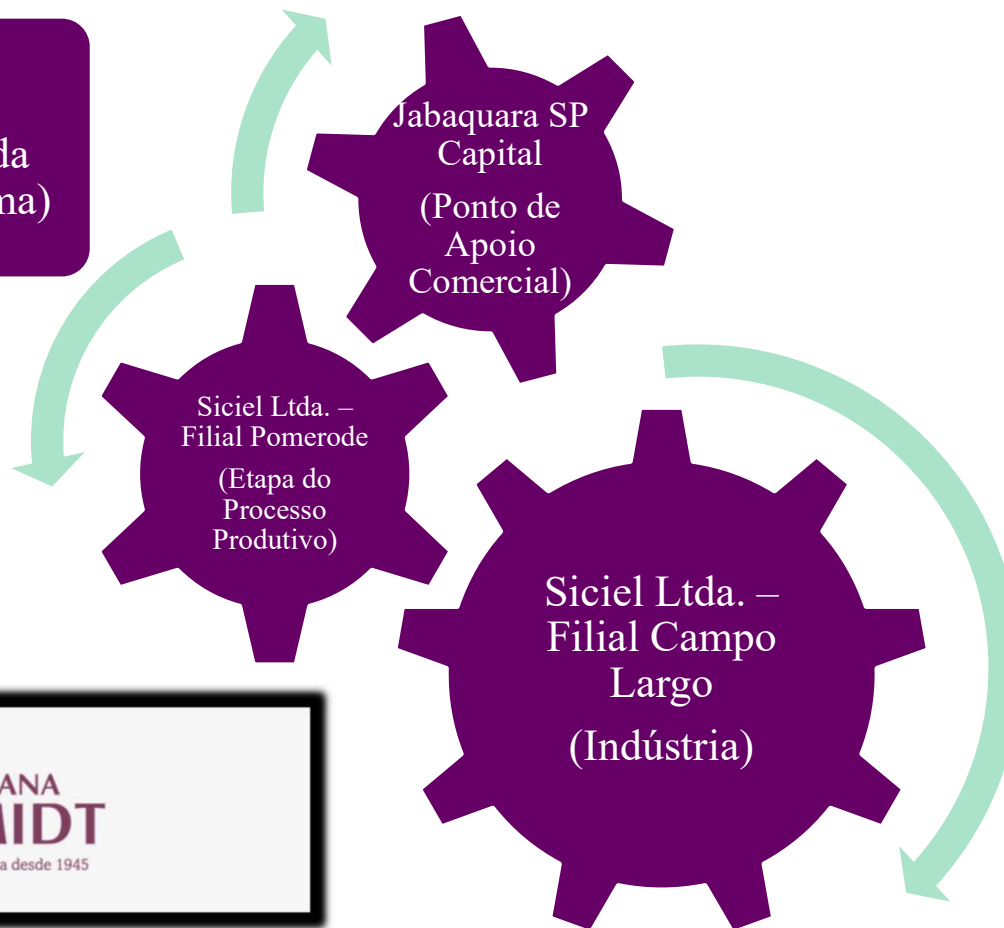 da
ma)
Jabaquara SP
Capital
(Ponto de
Apoio
Comercial)
Siciel Ltda. –
Filial Pomerode
(Etapa do
Processo
Produtivo)
Siciel Ltda. –
Filial Campo
Largo
(Indústria)
ANA
MIDT
a desde 1945